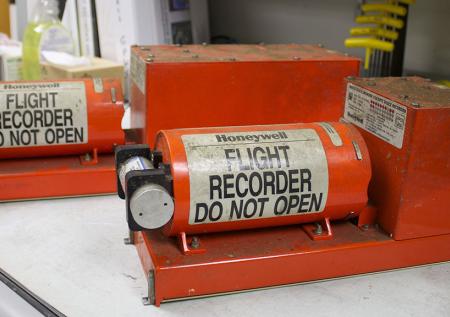 Honeywell
FLIGHT
RECORDER
DO NOT OPEN
Honeywell
FLIGHT
RECORDER
DO NOT OPEN